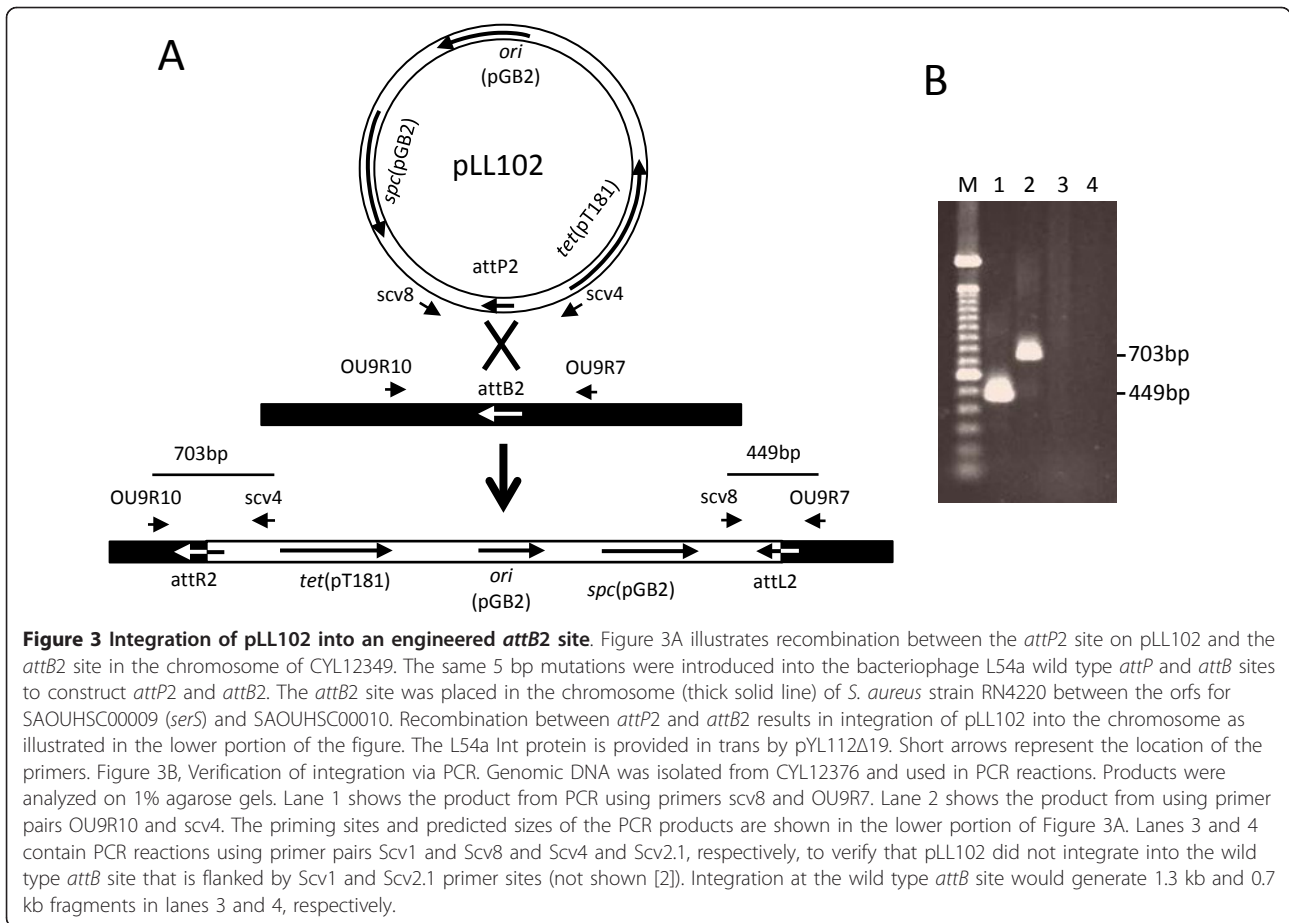 A
B
ori
(pGB2)
spc(pGB2)
pLL102
tet(pT181)
attP2
scv8
scv4
M 1 2 3 4
-703bp
-449bp
OU9R10
OU9R7
attB2
703bp
449bp
OU9R10
scv4
scv8
OU9R7
attR2
tet(pT181)
ori
(pGB2)
spc(pGB2)
attL2
Figure 3 Integration of pLL102 into an engineered attB2 site. Figure 3A illustrates recombination between the attP2 site on pLL102 and the
attB2 site in the chromosome of CYL12349. The same 5 bp mutations were introduced into the bacteriophage L54a wild type attP and attB sites
to construct attP2 and attB2. The attB2 site was placed in the chromosome (thick solid line) of S. aureus strain RN4220 between the orfs for
SAOUHSC00009 (serS) and SAOUHSC00010. Recombination between attP2 and attB2 results in integration of pLL102 into the chromosome as
illustrated in the lower portion of the figure. The L54a Int protein is provided in trans by pYL112Δ19. Short arrows represent the location of the
primers. Figure 3B, Verification of integration via PCR. Genomic DNA was isolated from CYL12376 and used in PCR reactions. Products were
analyzed on 1% agarose gels. Lane 1 shows the product from PCR using primers scv8 and OU9R7. Lane 2 shows the product from using primer
pairs OU9R10 and scv4. The priming sites and predicted sizes of the PCR products are shown in the lower portion of Figure 3A. Lanes 3 and 4
contain PCR reactions using primer pairs Scv1 and Scv8 and Scv4 and Scv2.1, respectively, to verify that pLL102 did not integrate into the wild
type attB site that is flanked by Scv1 and Scv2.1 primer sites (not shown [2]). Integration at the wild type attB site would generate 1.3 kb and 0.7
kb fragments in lanes 3 and 4, respectively.